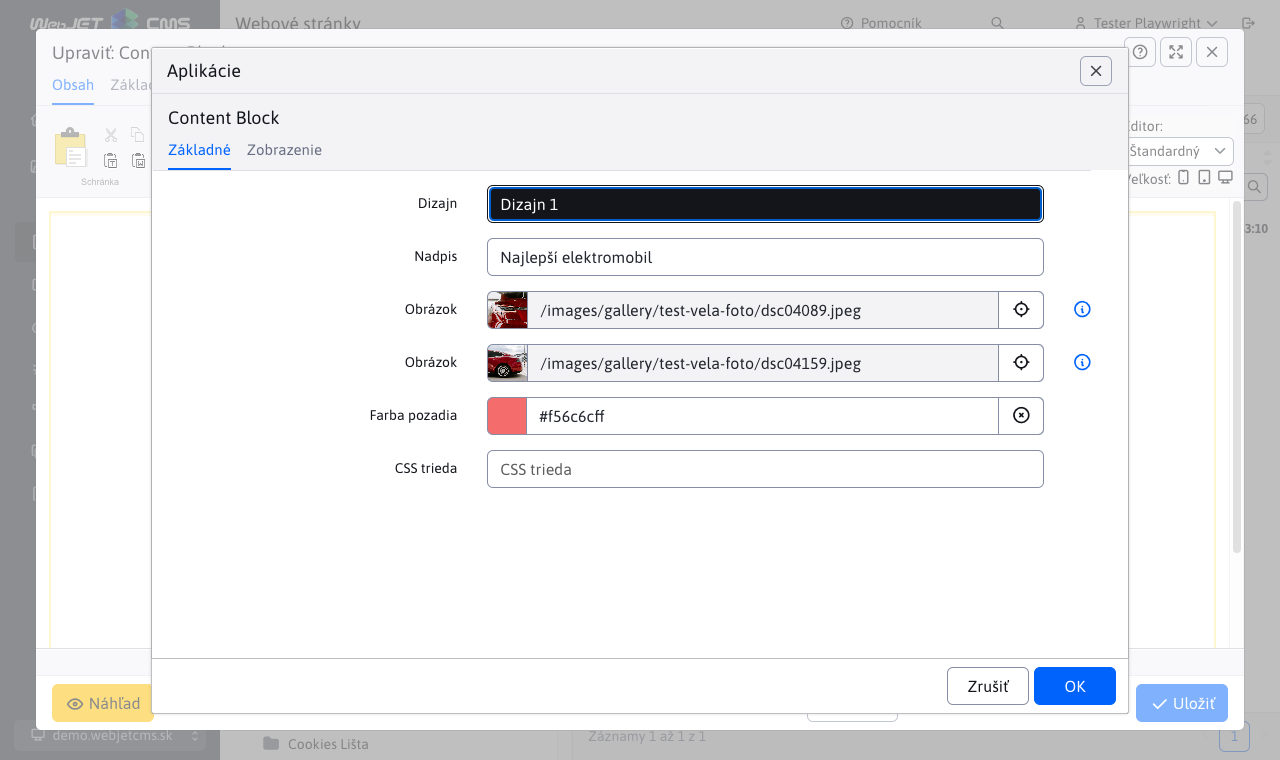 WebJET CMS
Webové stránky
Pomocník
Tester Playwright
Upraviť:
Aplikácie
Obsah
Content Block
Základné
Zobrazenie
Schránka
Editor:
Štandardný
Veľkosť:
Dizajn
Dizajn 1
Nadpis
Najlepší elektromobil
Obrázok
/images/gallery/test-vela-foto/dsc04089.jpeg
Obrázok
/images/gallery/test-vela-foto/dsc04159.jpeg
Farba pozadia
#f56c6cff
CSS trieda
CSS trieda
66
3:10
Zrušiť
OK
Náhľad
Uložiť
demo.webjetcms.sk
Cookies Lišta
Záznamy 1 až 1 z 1
1